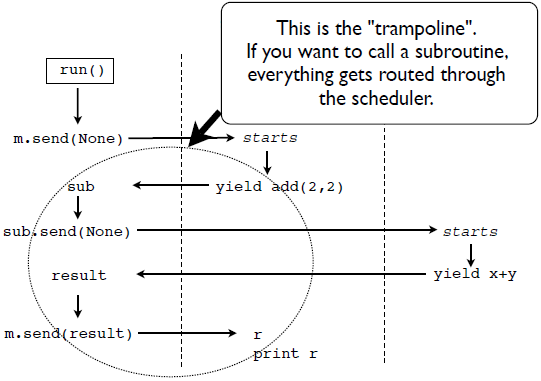 This is the "trampoline".
If you want to call a subroutine,
everything gets routed through
the scheduler.
run()
m.send(None)
starts
sub
yield add(2,2)
sub.send(None)
starts
result
yield x+y
m.send(result)
r
print r